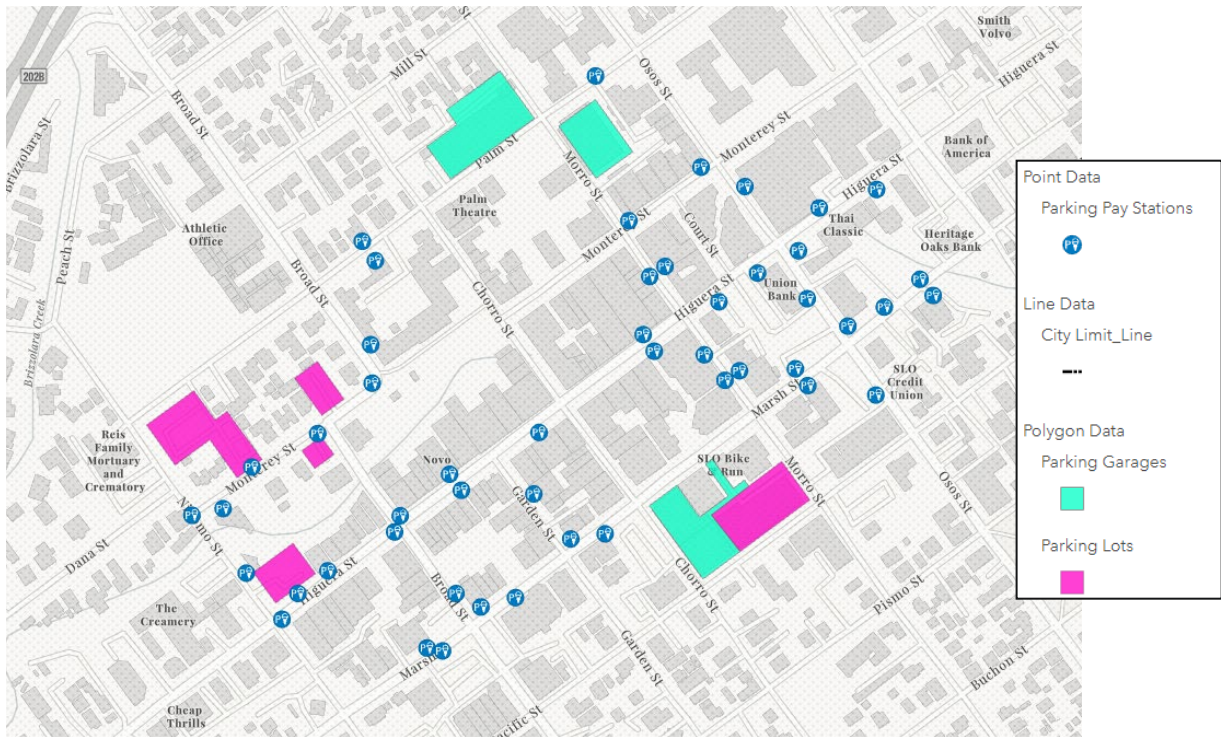 Smith
Volvo
Mill St
Osos St
Higuera St
202B
Broad St
Brizzolara St
Monterey St
Bank of
America
Palm St
Morro St
Higuera St
Palm
Theatre
Court St
Thai
Classic
Athletic
Office
Peach St
Monterey St
Heritage
Oaks Bank
Broad St
Union
Bank
Chorro St
Higuera St
Brizzolara Creek
Marsh St
SLO
Credit
Union
Reis
Family
Mortuary
and
Crematory
Monterey St
Novo
SLO Bike
& Run
Morro St
Garden St
Osos St
Dana St
Higuera St
Chorro St
Broad St
Pismo St
The
Creamery
Garden St
Marsh
Buchon St
Cheap
Thrills
Point Data
Parking Pay Stations
Line Data
City Limit_Line
Polygon Data
Parking Garages
Parking Lots